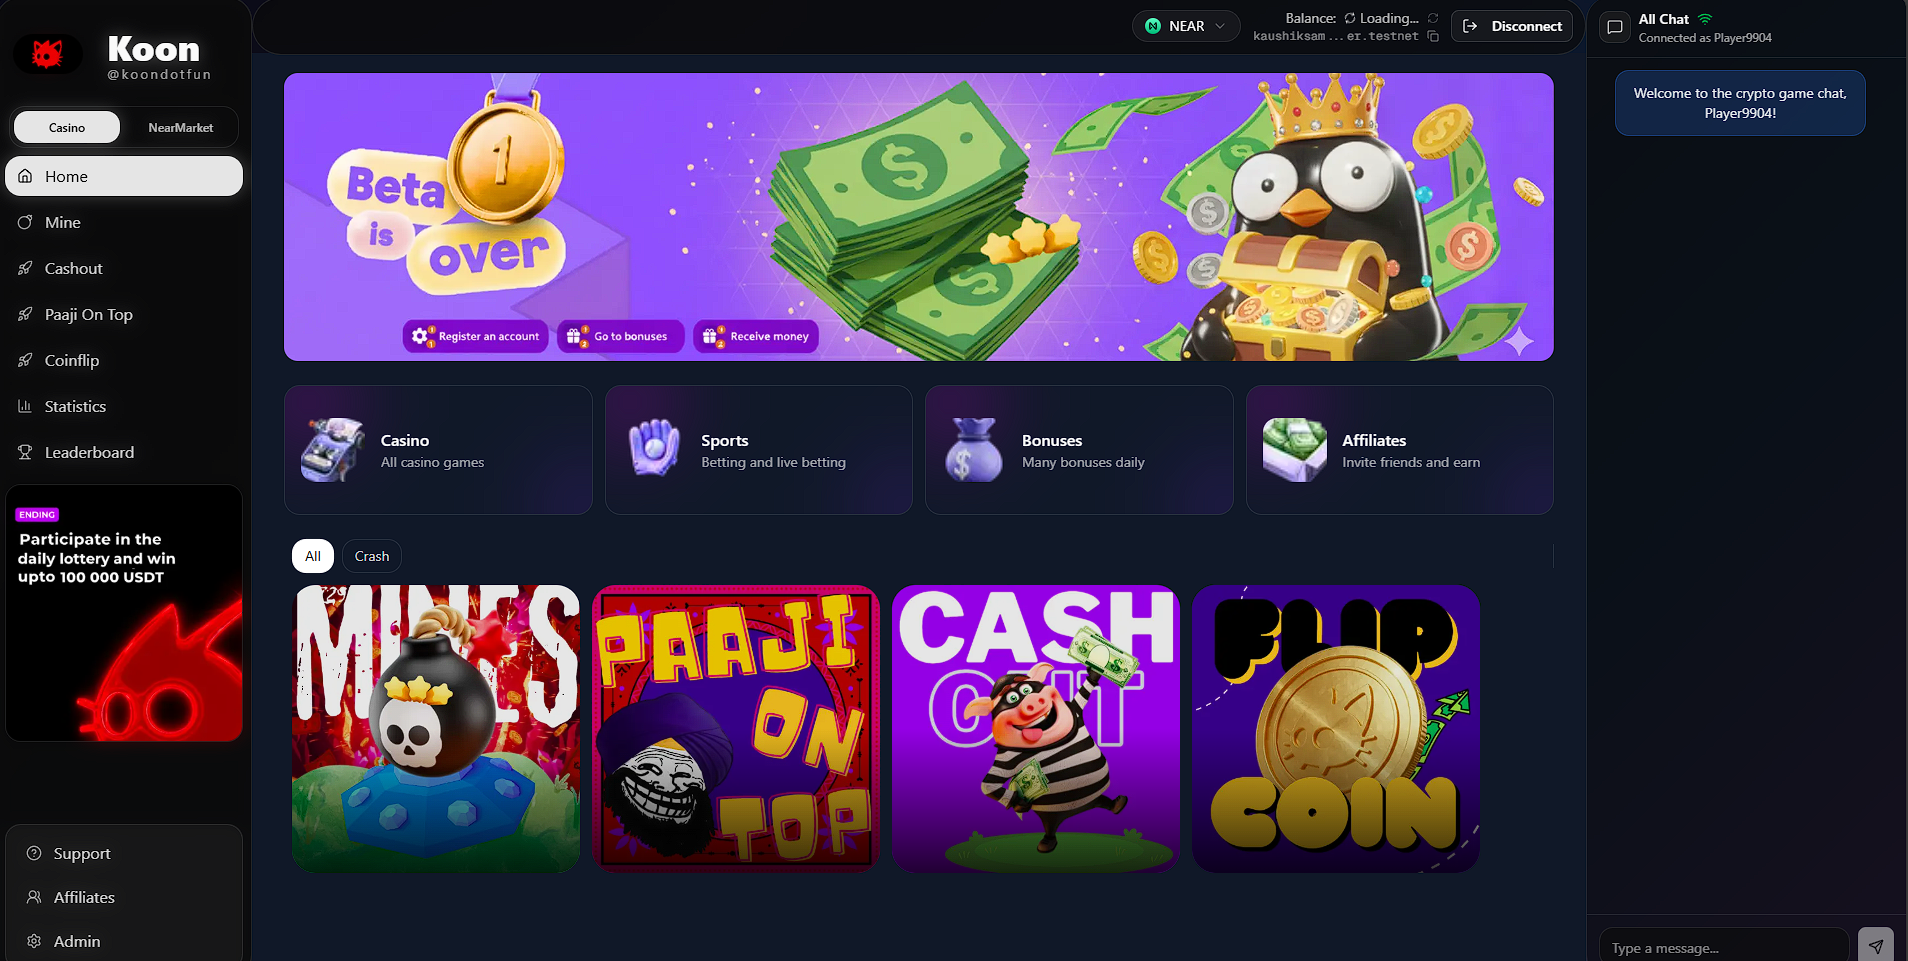 Koon
@koondotfun
Casino
NearMarket
Home
Mine
Cashout
Paaji On Top
Coinflip
Statistics
Leaderboard
ENDING
Participate in the
daily lottery and win
upto 100 000 USDT
Support
Affiliates
Admin
NEAR
Balance: Loading...
kaushiksam...er.testnet
Disconnect
Beta
is
over
1
Register an account
Go to bonuses
Receive money
Casino
All casino games
Sports
Betting and live betting
Bonuses
Many bonuses daily
Affiliates
Invite friends and earn
All
Crash
MINES
PAAJI
ON
TOP
CASH
OUT
FLIP
COIN
All Chat
Connected as Player9904
Welcome to the crypto game chat,
Player9904!
Type a message...